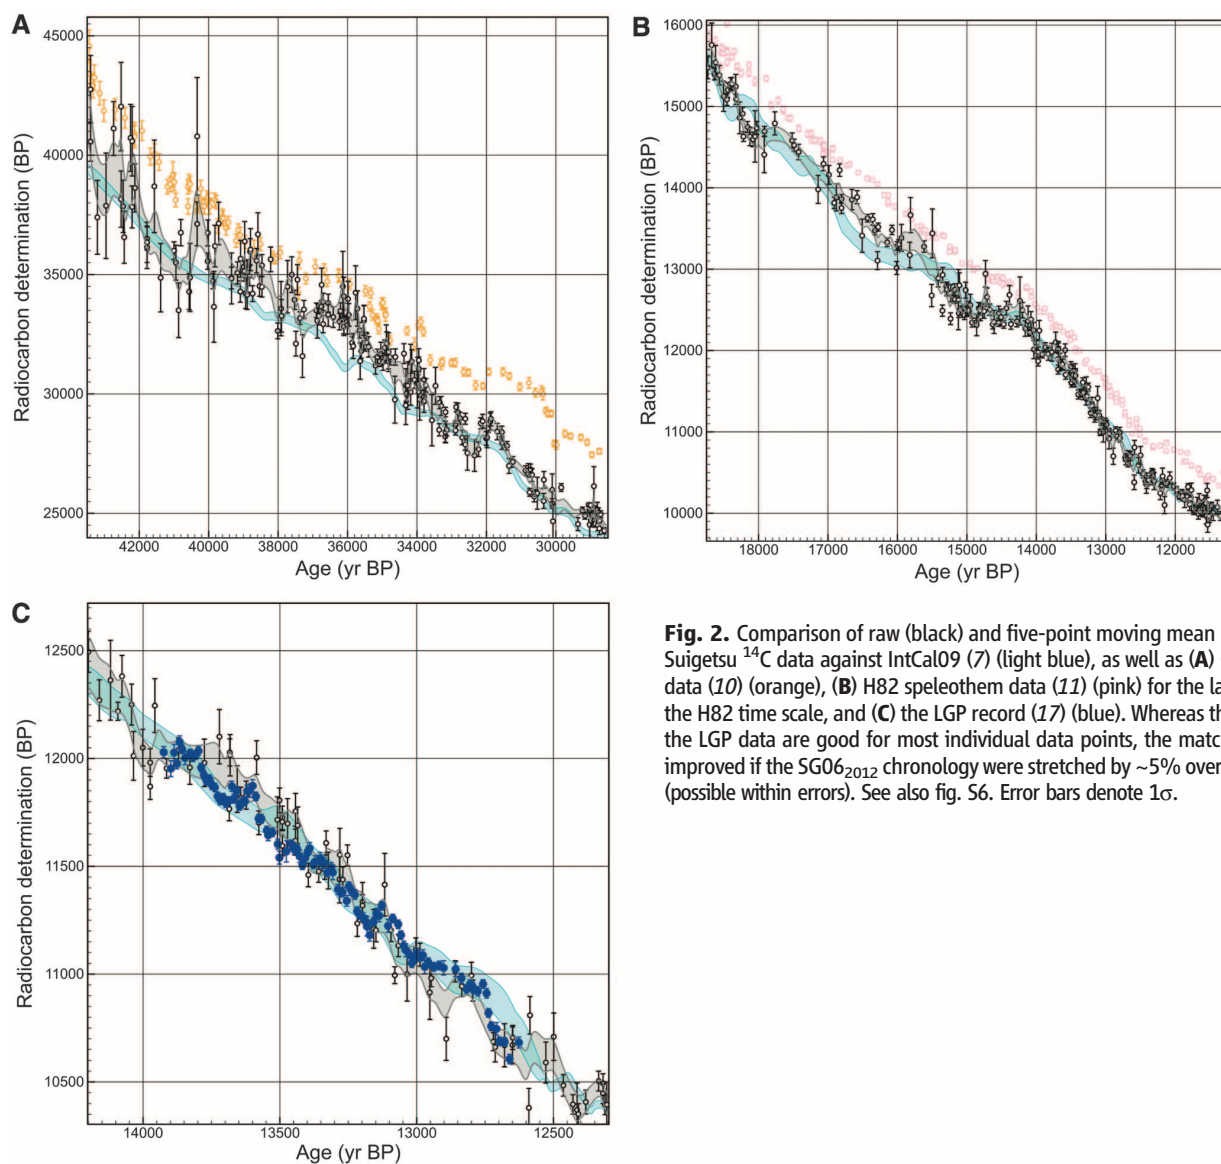 A
45000
40000
35000
30000
25000
Radiocarbon determination (BP)
42000 40000 38000 36000 34000 32000 30000
Age (yr BP)
B
16000
15000
14000
13000
12000
11000
10000
Radiocarbon determination (BP)
18000 17000 16000 15000 14000 13000 12000
Age (yr BP)
C
12500
12000
11500
11000
10500
Radiocarbon determination (BP)
14000 13500 13000 12500
Age (yr BP)
Fig. 2. Comparison of raw (black) and five-point moving mean
Suigetsu ¹⁴C data against IntCal09 (7) (light blue), as well as (A)
data (10) (orange), (B) H82 speleothem data (11) (pink) for the la
the H82 time scale, and (C) the LGP record (17) (blue). Whereas th
the LGP data are good for most individual data points, the matc
improved if the SG06₂₀₁₂ chronology were stretched by ~5% over
(possible within errors). See also fig. S6. Error bars denote 1σ.